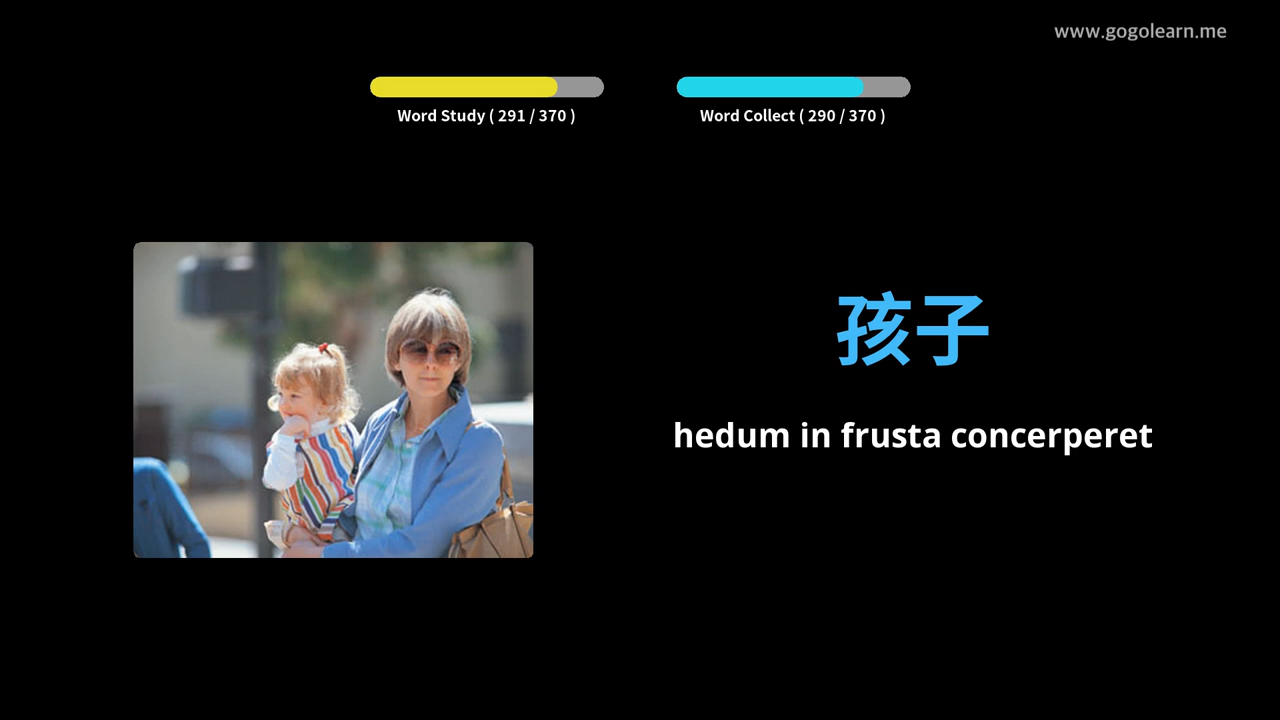 www.gogolearn.me
Word Study ( 291 / 370 )
Word Collect ( 290 / 370 )
孩子
hedum in frusta concerperet